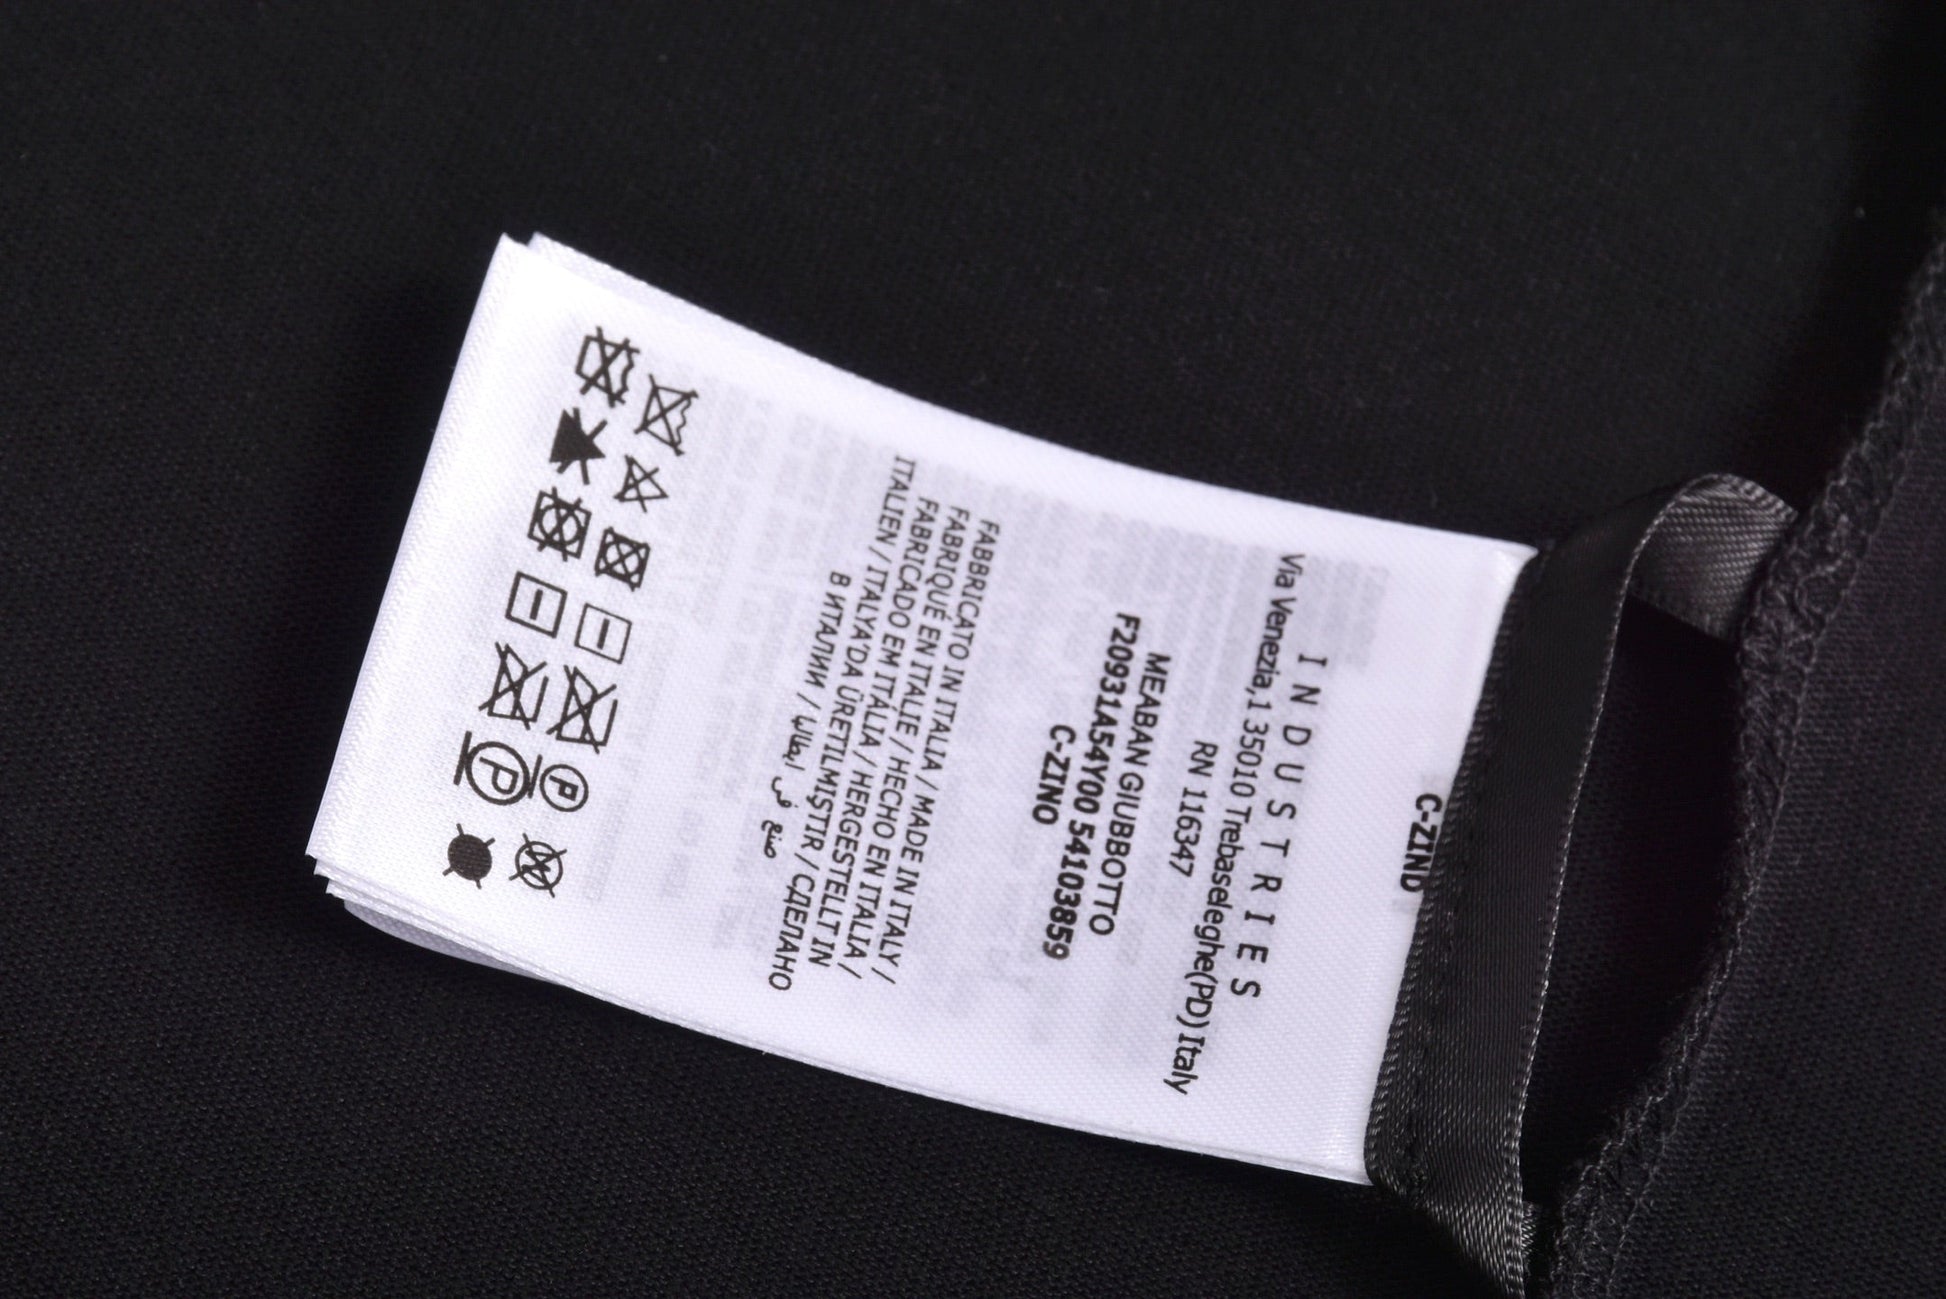 C-ZINO
INDUSTRIES
Via Venezia,1 35010 Trebaseleghe(PD) Italy
RN 116347
MEABAN GIUBBOTTO
F20931A54Y00 54103859
C-ZINO
FABBRICATO IN ITALIA / MADE IN ITALY /
FABRIQUÉ EN ITALIE / HECHO EN ITALIA /
FABRICADO EM ITÁLIA / HERGESTELLT IN
ITALIEN / ITALYA'DA ÜRETILMIŞTIR / СДЕЛАНО
В ИТАЛИИ / صنع في ايطاليا
P P
W